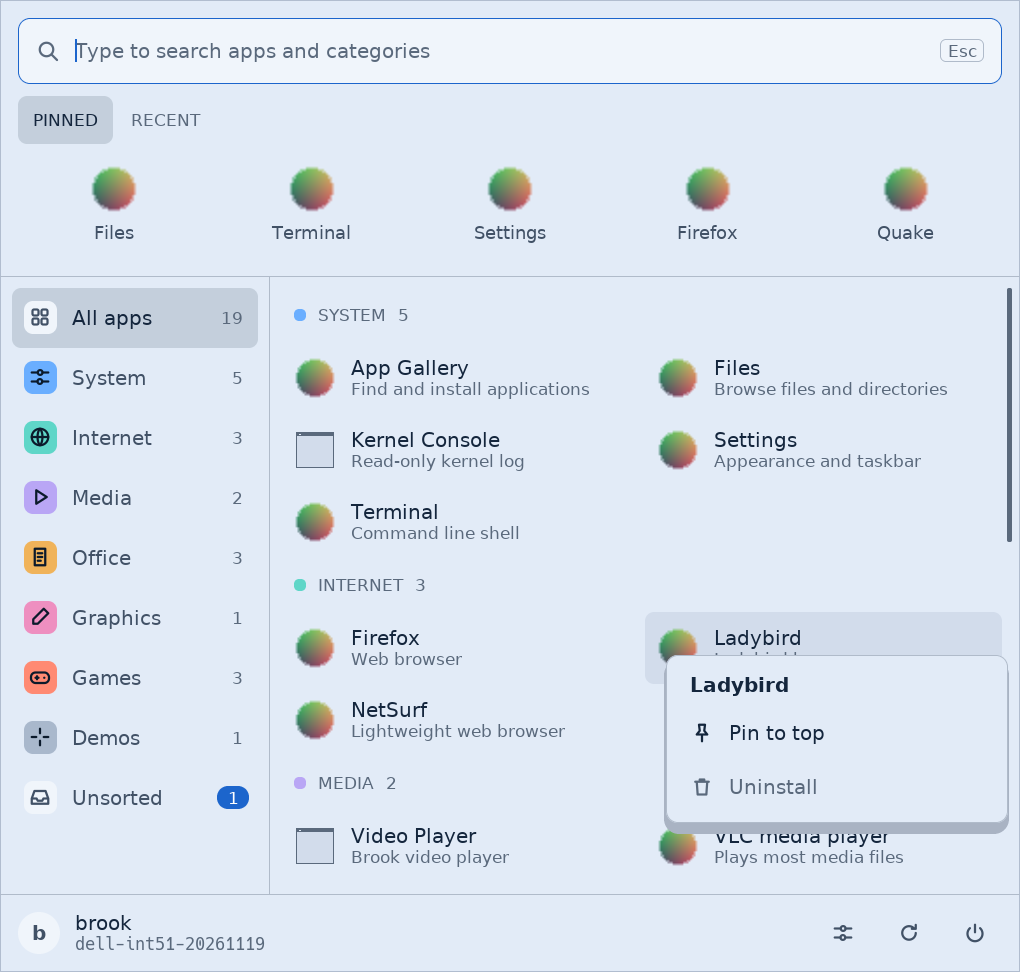 Type to search apps and categories
Esc
PINNED RECENT
Files Terminal Settings Firefox Quake
All apps 19
System 5
Internet 3
Media 2
Office 3
Graphics 1
Games 3
Demos 1
Unsorted 1
SYSTEM 5
App Gallery
Find and install applications
Files
Browse files and directories
Kernel Console
Read-only kernel log
Settings
Appearance and taskbar
Terminal
Command line shell
INTERNET 3
Firefox
Web browser
Ladybird
NetSurf
Lightweight web browser
Ladybird
Pin to top
Uninstall
MEDIA 2
Video Player
Brook video player
VLC media player
Plays most media files
b
brook
dell-int51-20261119